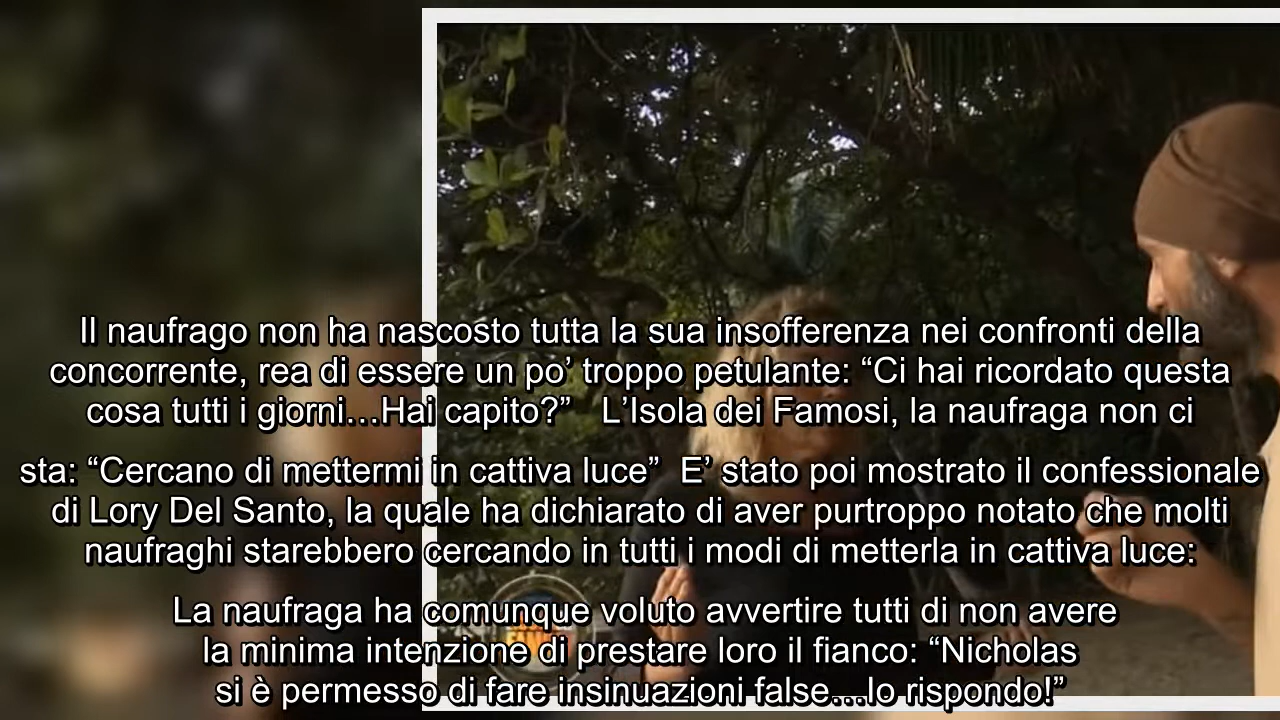 Il naufrago non ha nascosto tutta la sua insofferenza nei confronti della
concorrente, rea di essere un po’ troppo petulante: “Ci hai ricordato questa
cosa tutti i giorni…Hai capito?”   L’Isola dei Famosi, la naufraga non ci
sta: “Cercano di mettermi in cattiva luce”  E’ stato poi mostrato il confessionale
di Lory Del Santo, la quale ha dichiarato di aver purtroppo notato che molti
naufraghi starebbero cercando in tutti i modi di metterla in cattiva luce:
La naufraga ha comunque voluto avvertire tutti di non avere
la minima intenzione di prestare loro il fianco: “Nicholas
si è permesso di fare insinuazioni false…Io rispondo!”